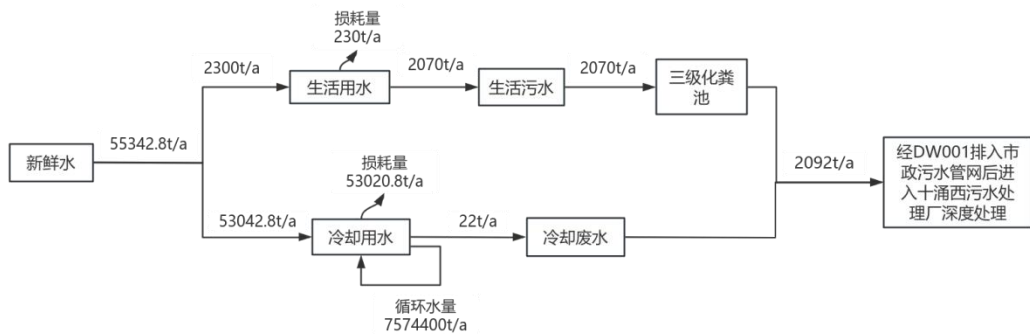 损耗量
230t/a
2300t/a
生活用水
2070t/a
生活污水
2070t/a
三级化粪
池
新鲜水
55342.8t/a
损耗量
53020.8t/a
53042.8t/a
冷却用水
22t/a
冷却废水
循环水量
7574400t/a
2092t/a
经DW001排入市
政污水管网后进
入十涌西污水处
理厂深度处理